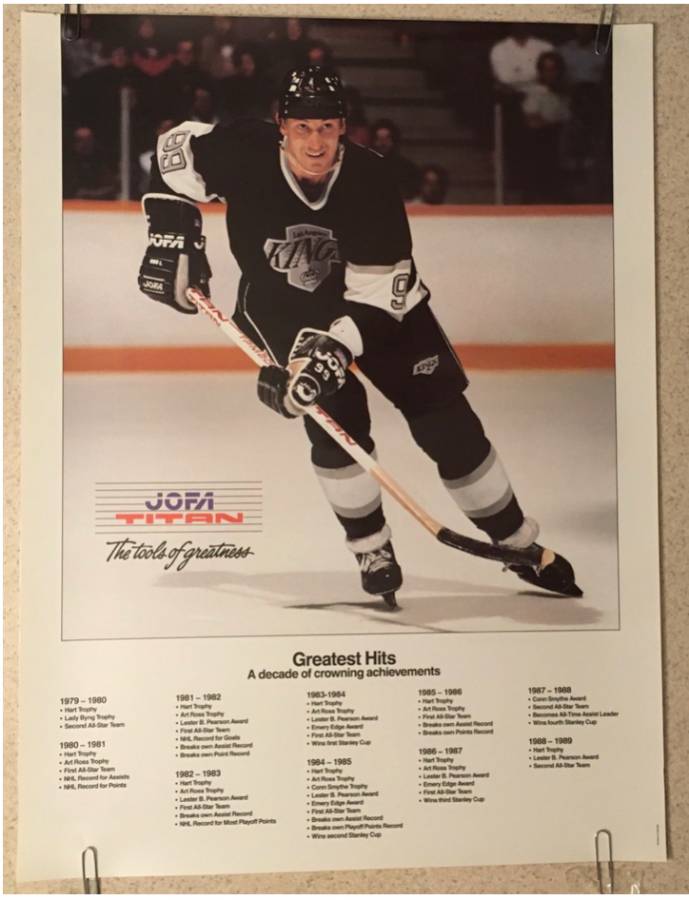 99
JOFA
JOFA
Los Angeles
KINGS
9
JOFA
99
TITAN
KINGS
JOFA
TITAN
The tools of greatness
Greatest Hits
A decade of crowning achievements
1979 – 1980
• Hart Trophy
• Lady Byng Trophy
• Second All-Star Team
1980 – 1981
• Hart Trophy
• Art Ross Trophy
• First All-Star Team
• NHL Record for Assists
• NHL Record for Points
1981 – 1982
• Hart Trophy
• Art Ross Trophy
• Lester B. Pearson Award
• First All-Star Team
• NHL Record for Goals
• Breaks own Assist Record
• Breaks own Point Record
1982 – 1983
• Hart Trophy
• Art Ross Trophy
• Lester B. Pearson Award
• First All-Star Team
• Breaks own Assist Record
• NHL Record for Most Playoff Points
1983-1984
• Hart Trophy
• Art Ross Trophy
• Lester B. Pearson Award
• Emery Edge Award
• First All-Star Team
• Wins first Stanley Cup
1984 – 1985
• Hart Trophy
• Art Ross Trophy
• Conn Smythe Trophy
• Lester B. Pearson Award
• Emery Edge Award
• First All-Star Team
• Breaks own Assist Record
• Breaks own Playoff Points Record
• Wins second Stanley Cup
1985 – 1986
• Hart Trophy
• Art Ross Trophy
• First All-Star Team
• Breaks own Assist Record
• Breaks own Points Record
1986 – 1987
• Hart Trophy
• Art Ross Trophy
• Lester B. Pearson Award
• Emery Edge Award
• First All-Star Team
• Wins third Stanley Cup
1987 – 1988
• Conn Smythe Award
• Second All-Star Team
• Becomes All-Time Assist Leader
• Wins fourth Stanley Cup
1988 – 1989
• Hart Trophy
• Lester B. Pearson Award
• Second All-Star Team